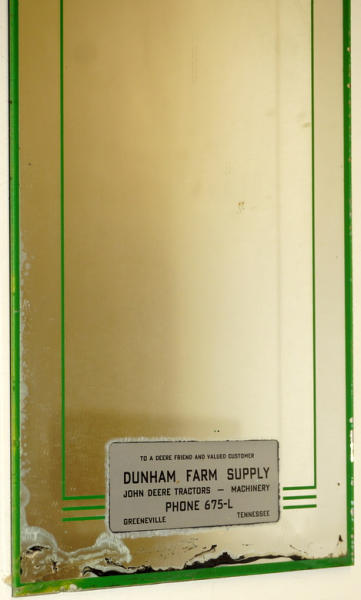 TO A DEERE FRIEND AND VALUED CUSTOMER
DUNHAM FARM SUPPLY
JOHN DEERE TRACTORS — MACHINERY
PHONE 675-L
GREENEVILLE TENNESSEE